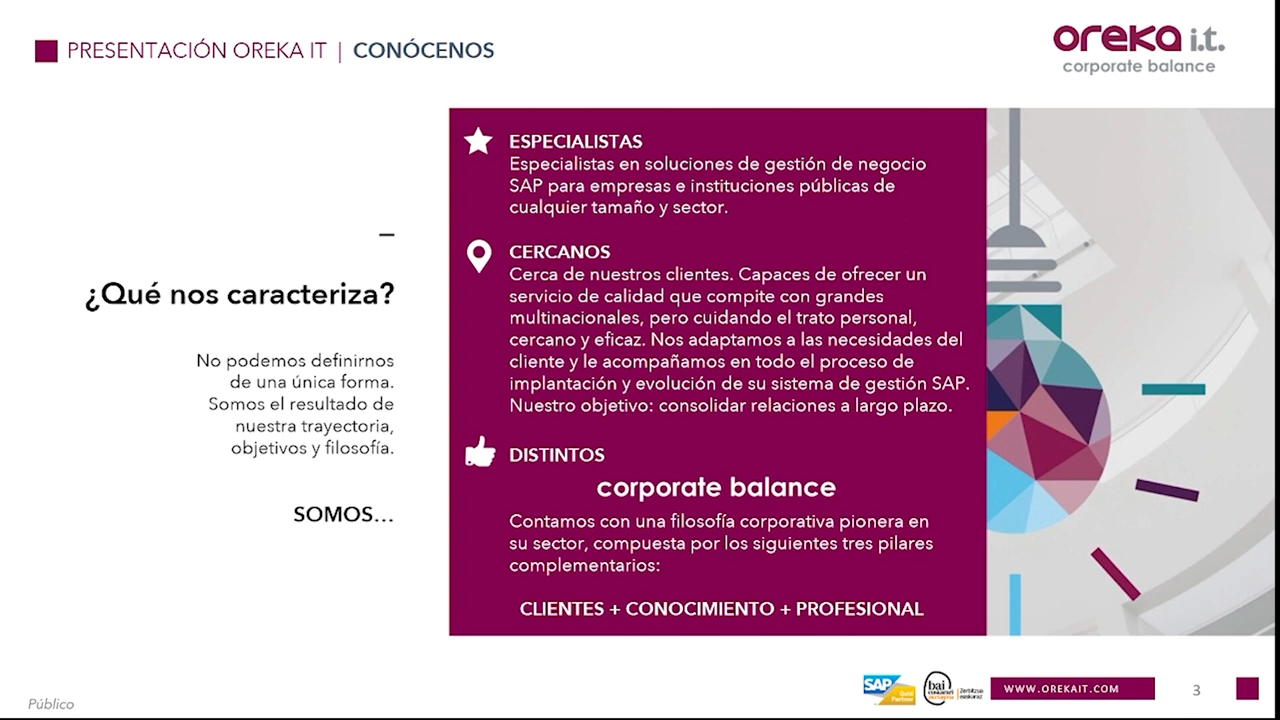 PRESENTACIÓN OREKA IT | CONÓCENOS
oreka i.t.
corporate balance
¿Qué nos caracteriza?
No podemos definirnos
de una única forma.
Somos el resultado de
nuestra trayectoria,
objetivos y filosofía.
SOMOS...
ESPECIALISTAS
Especialistas en soluciones de gestión de negocio
SAP para empresas e instituciones públicas de
cualquier tamaño y sector.
CERCANOS
Cerca de nuestros clientes. Capaces de ofrecer un
servicio de calidad que compite con grandes
multinacionales, pero cuidando el trato personal,
cercano y eficaz. Nos adaptamos a las necesidades del
cliente y le acompañamos en todo el proceso de
implantación y evolución de su sistema de gestión SAP.
Nuestro objetivo: consolidar relaciones a largo plazo.
DISTINTOS
corporate balance
Contamos con una filosofía corporativa pionera en
su sector, compuesta por los siguientes tres pilares
complementarios:
CLIENTES + CONOCIMIENTO + PROFESIONAL
Público
SAP
Gold
Partner
bai
euskarari
Zerbitzua
euskaraz
WWW.OREKAIT.COM
3